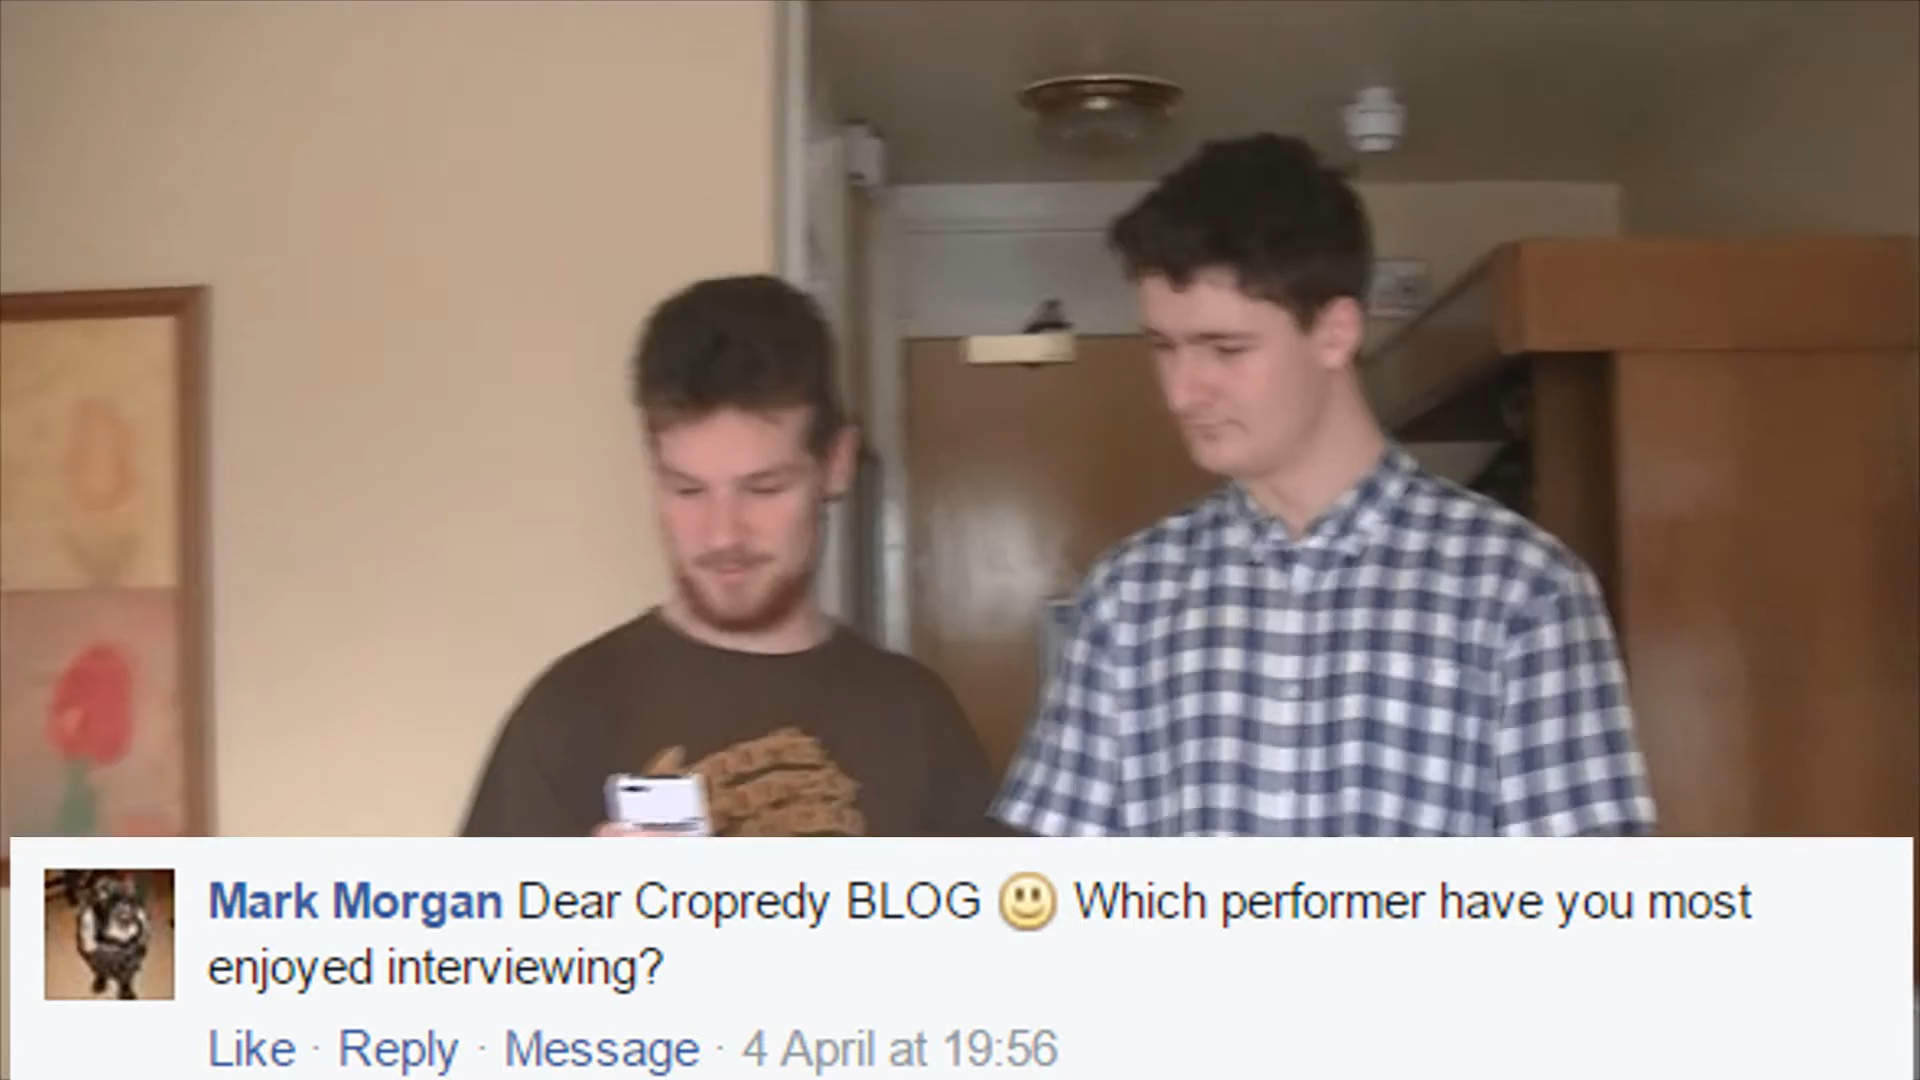 Mark Morgan Dear Cropredy BLOG 🙂 Which performer have you most
enjoyed interviewing?
Like · Reply · Message · 4 April at 19:56